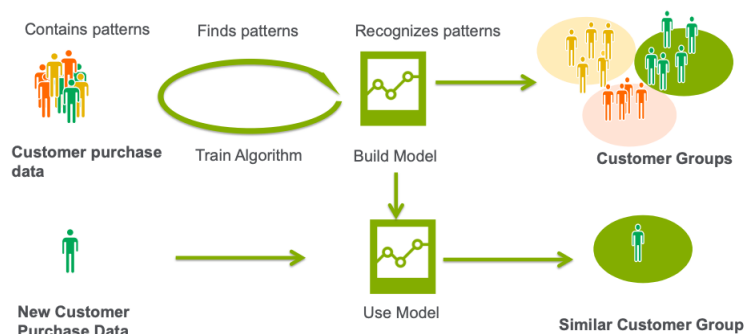 Contains patterns
Finds patterns
Recognizes patterns
Customer purchase
data
Train Algorithm
Build Model
Customer Groups
New Customer
Purchase Data
Use Model
Similar Customer Group